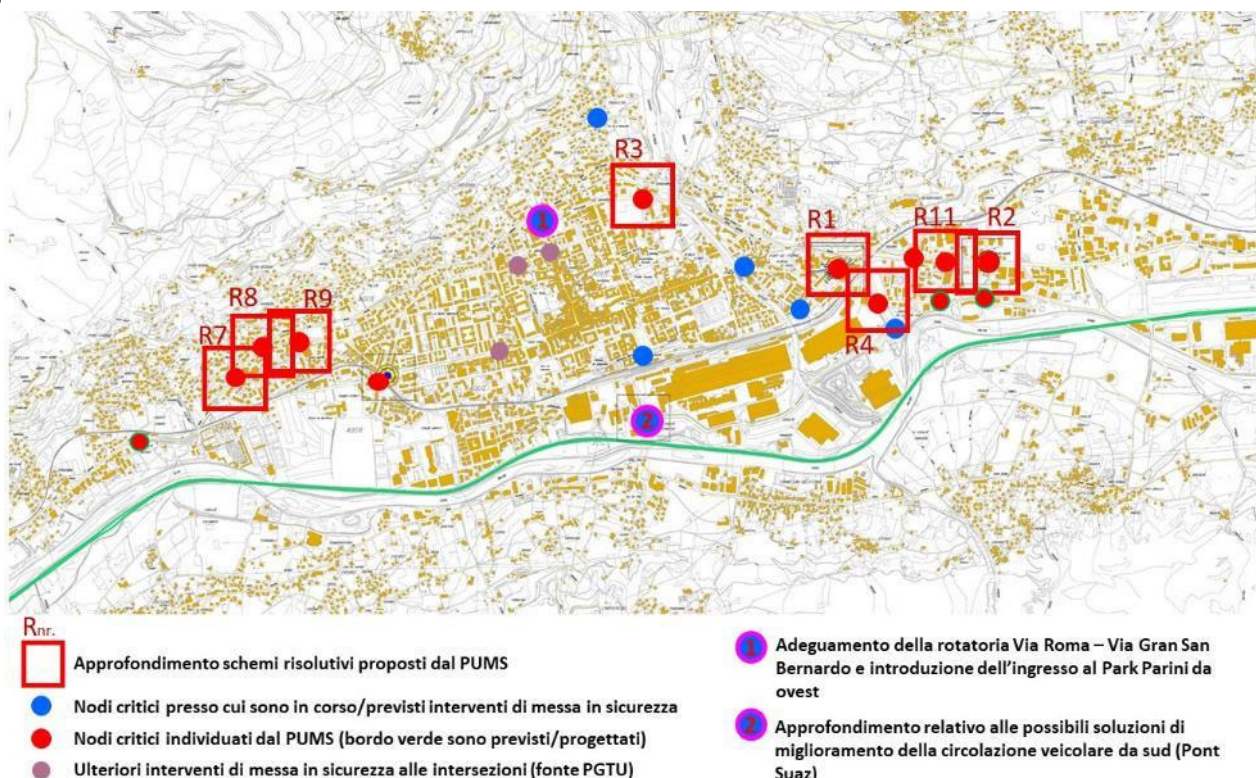 R3
R1
R11
R2
R8
R9
R7
R4
1
2
Rnr.
Approfondimento schemi risolutivi proposti dal PUMS
Nodi critici presso cui sono in corso/previsti interventi di messa in sicurezza
Nodi critici individuati dal PUMS (bordo verde sono previsti/progettati)
Ulteriori interventi di messa in sicurezza alle intersezioni (fonte PGTU)
1
Adeguamento della rotatoria Via Roma – Via Gran San
Bernardo e introduzione dell'ingresso al Park Parini da
ovest
2
Approfondimento relativo alle possibili soluzioni di
miglioramento della circolazione veicolare da sud (Pont
Suaz)